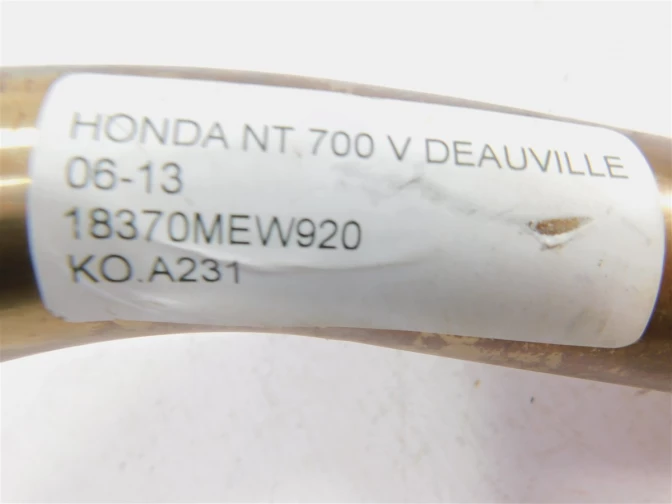 HONDA NT.700 V DEAUVILLE
06-13
18370MEW920
KO.A231